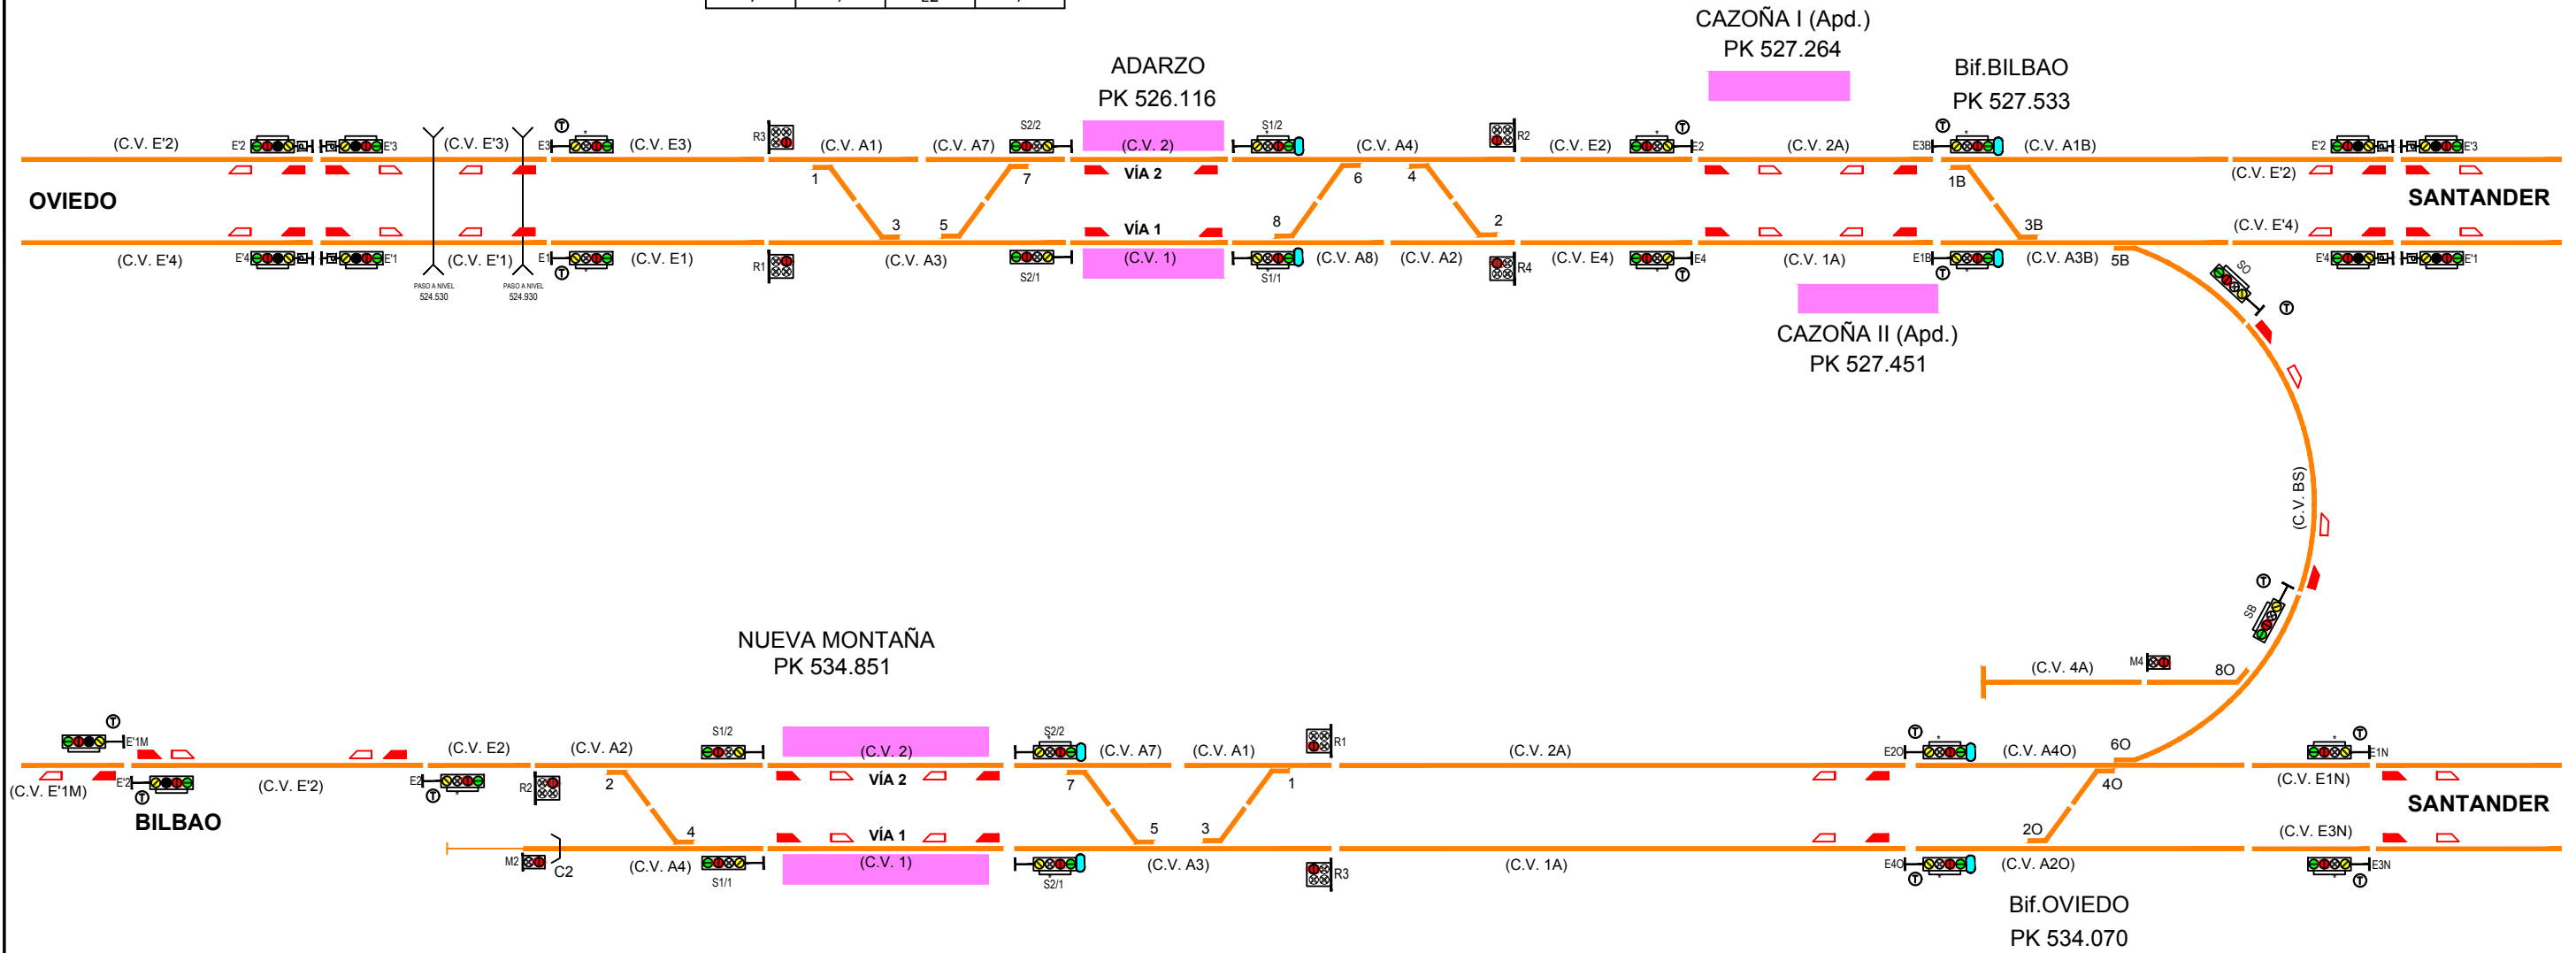 22
CAZOÑA I (Apd.)
PK 527.264
ADARZO
PK 526.116
Bif.BILBAO
PK 527.533
(C.V. E'2)
E'2
E'3
(C.V. E'3)
T
E3
(C.V. E3)
R3
(C.V. A1)
(C.V. A7)
S2/2
(C.V. 2)
S1/2
(C.V. A4)
R2
(C.V. E2)
E2
T
(C.V. 2A)
T
E3B
(C.V. A1B)
E'2
E'3
(C.V. E'2)
OVIEDO
1
7
VÍA 2
6
4
1B
SANTANDER
3
5
VÍA 1
8
2
3B
(C.V. E'4)
(C.V. E'4)
E'4
E'1
(C.V. E'1)
E1
T
(C.V. E1)
R1
(C.V. A3)
S2/1
(C.V. 1)
S1/1
(C.V. A8)
(C.V. A2)
R4
(C.V. E4)
E4
T
(C.V. 1A)
E1B
T
(C.V. A3B)
5B
E'4
E'1
PASO A NIVEL
524.530
PASO A NIVEL
524.930
SO
T
CAZOÑA II (Apd.)
PK 527.451
(C.V. BS)
T
SB
NUEVA MONTAÑA
PK 534.851
(C.V. 4A)
M4
8O
T
E'1M
(C.V. E'1M)
E'2
T
(C.V. E'2)
BILBAO
(C.V. E2)
E2
T
R2
(C.V. A2)
2
S1/2
(C.V. 2)
VÍA 2
S2/2
(C.V. A7)
7
(C.V. A1)
1
R1
(C.V. 2A)
T
E2O
(C.V. A4O)
6O
4O
T
E1N
(C.V. E1N)
SANTANDER
M2
C2
4
(C.V. A4)
S1/1
VÍA 1
(C.V. 1)
S2/1
5
3
(C.V. A3)
R3
(C.V. 1A)
E4O
T
2O
(C.V. A2O)
(C.V. E3N)
E3N
T
Bif.OVIEDO
PK 534.070